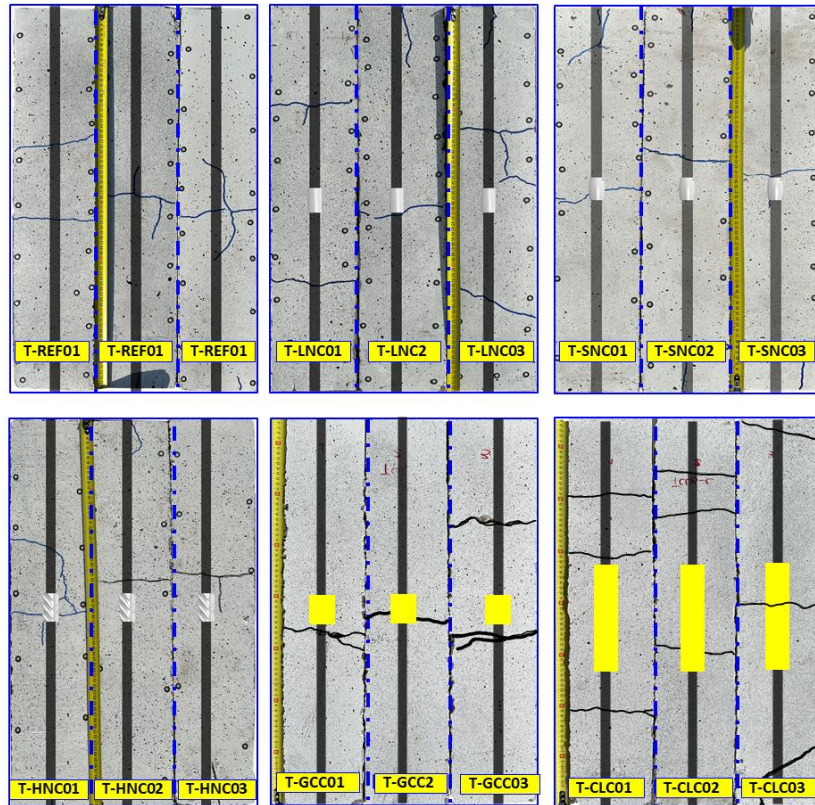 T-REF01 T-REF01 T-REF01
T-LNC01 T-LNC2 T-LNC03
T-SNC01 T-SNC02 T-SNC03
T-HNC01 T-HNC02 T-HNC03
T-GCC01 T-GCC2 T-GCC03
T-CLC01 T-CLC02 T-CLC03